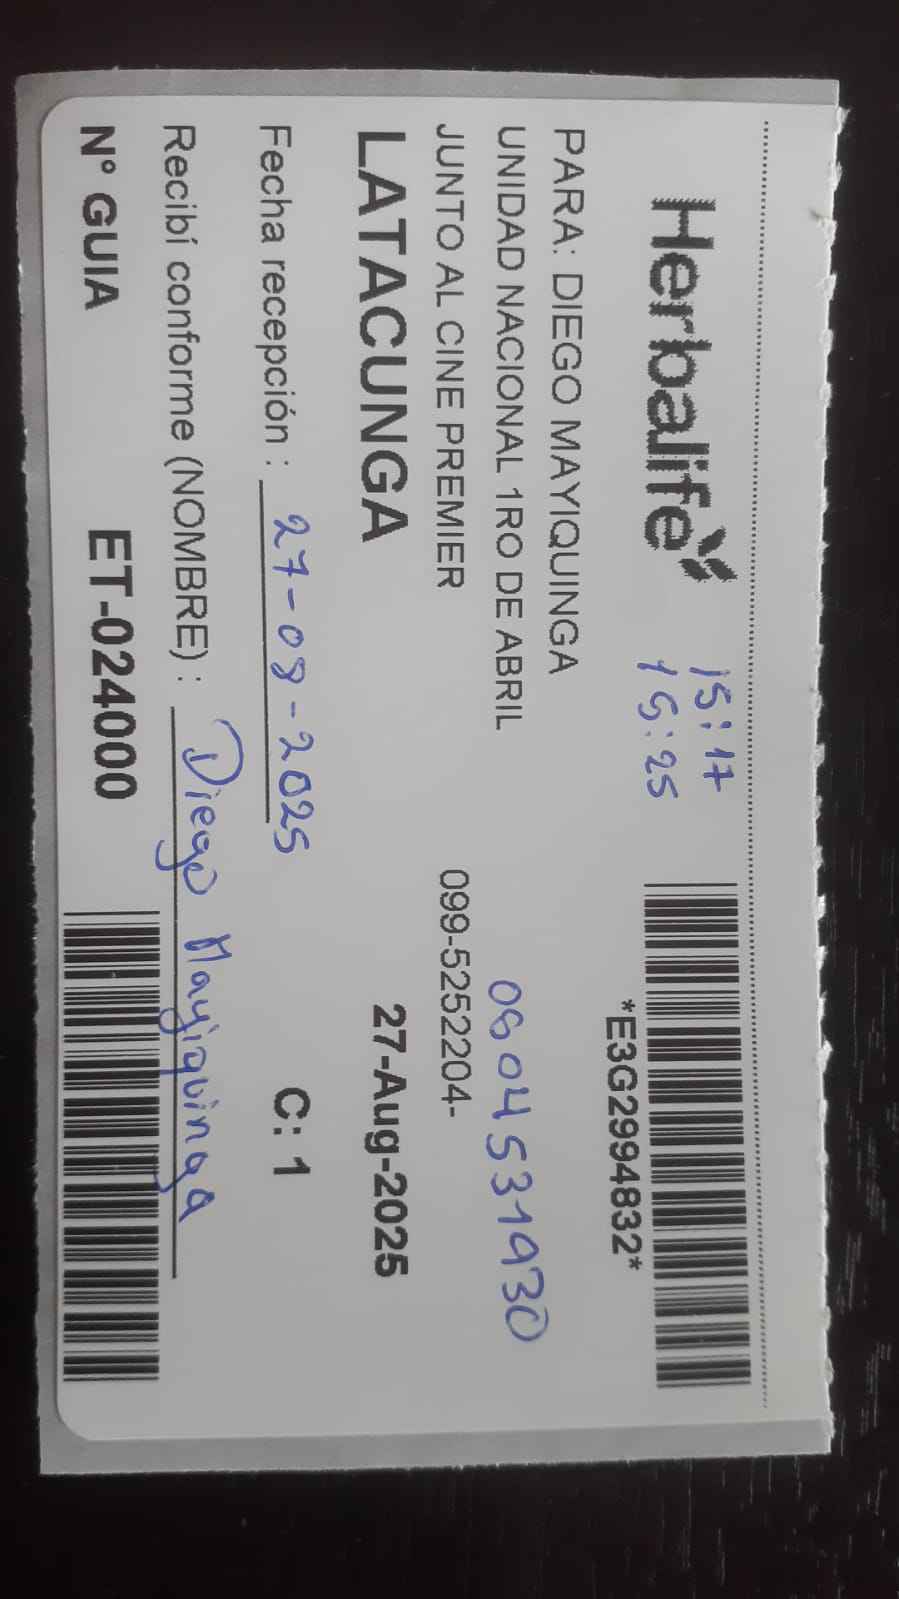 Herbalife
15:17
15:25
*E3G2994832*
PARA: DIEGO MAYIQUINGA
UNIDAD NACIONAL 1RO DE ABRIL
0604531930
JUNTO AL CINE PREMIER
099-5252204-
LATACUNGA
27-Aug-2025
Fecha recepción : 27-08-2025
C: 1
Recibí conforme (NOMBRE) : Diego Mayiquinga
N° GUIA ET-024000